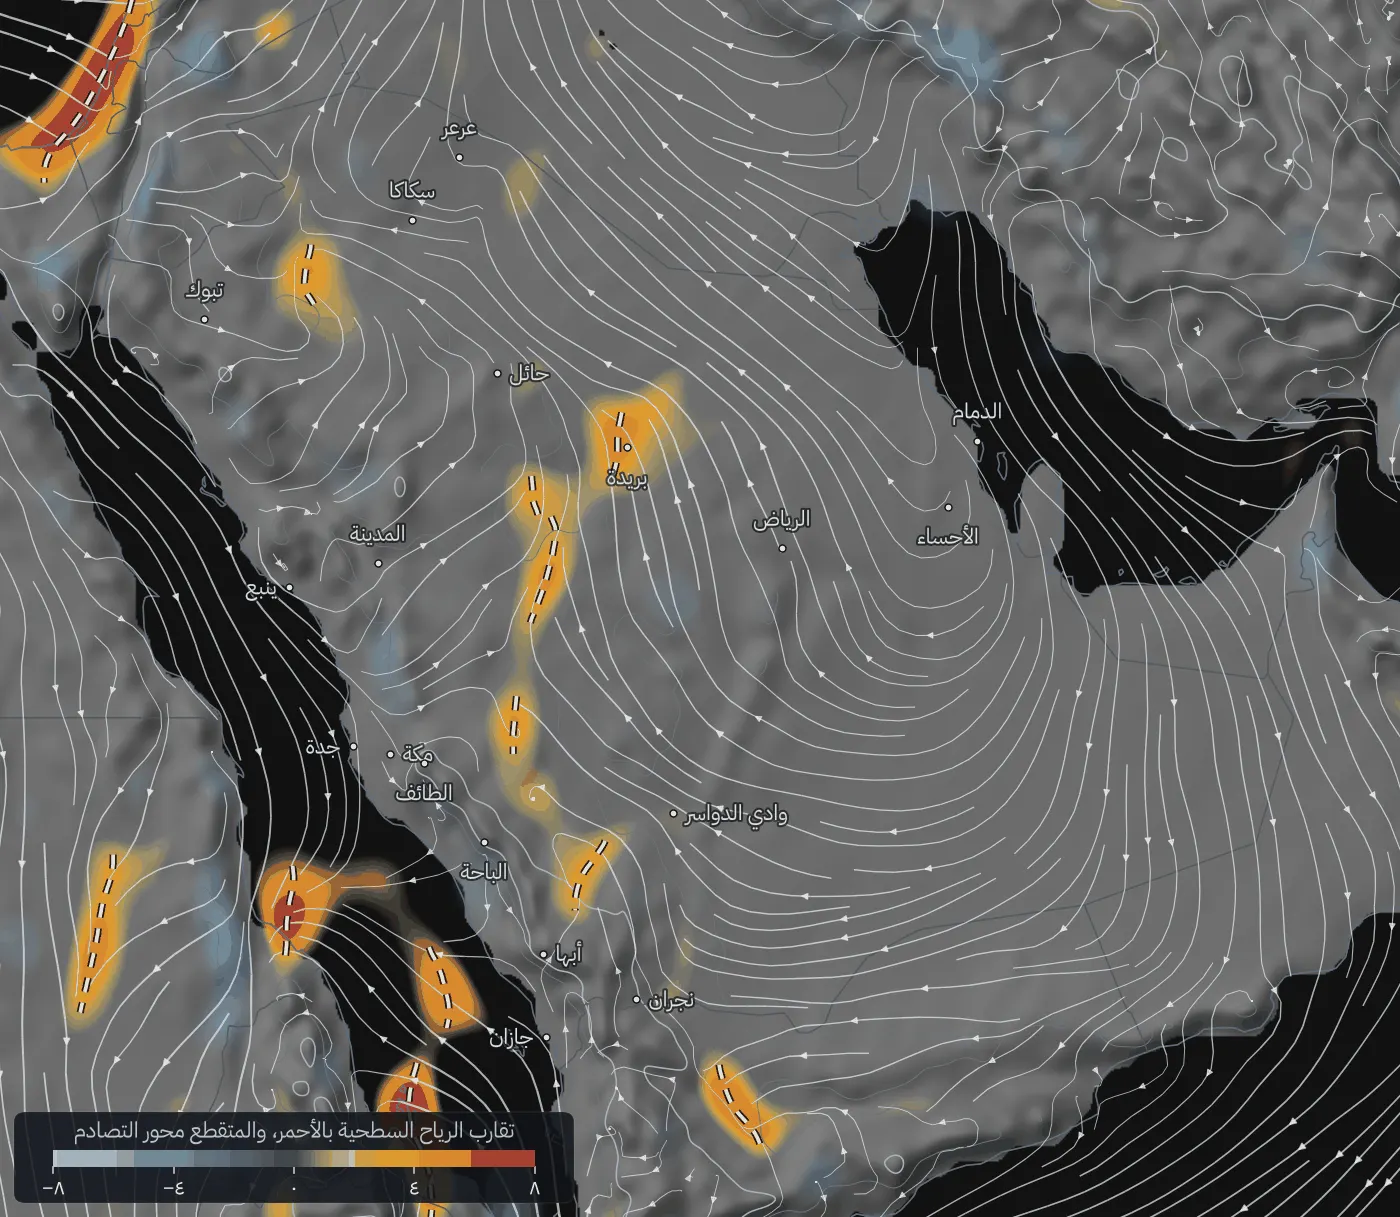 عرعر
سكاكا
تبوك
حائل
الدمام
بريدة
الرياض
الأحساء
المدينة
ينبع
جدة
مكة
الطائف
وادي الدواسر
الباحة
أبها
نجران
جازان
تقارب الرياح السطحية بالأحمر، والمتقطع محور التصادم
−٨ −٤ ٠ ٤ ٨